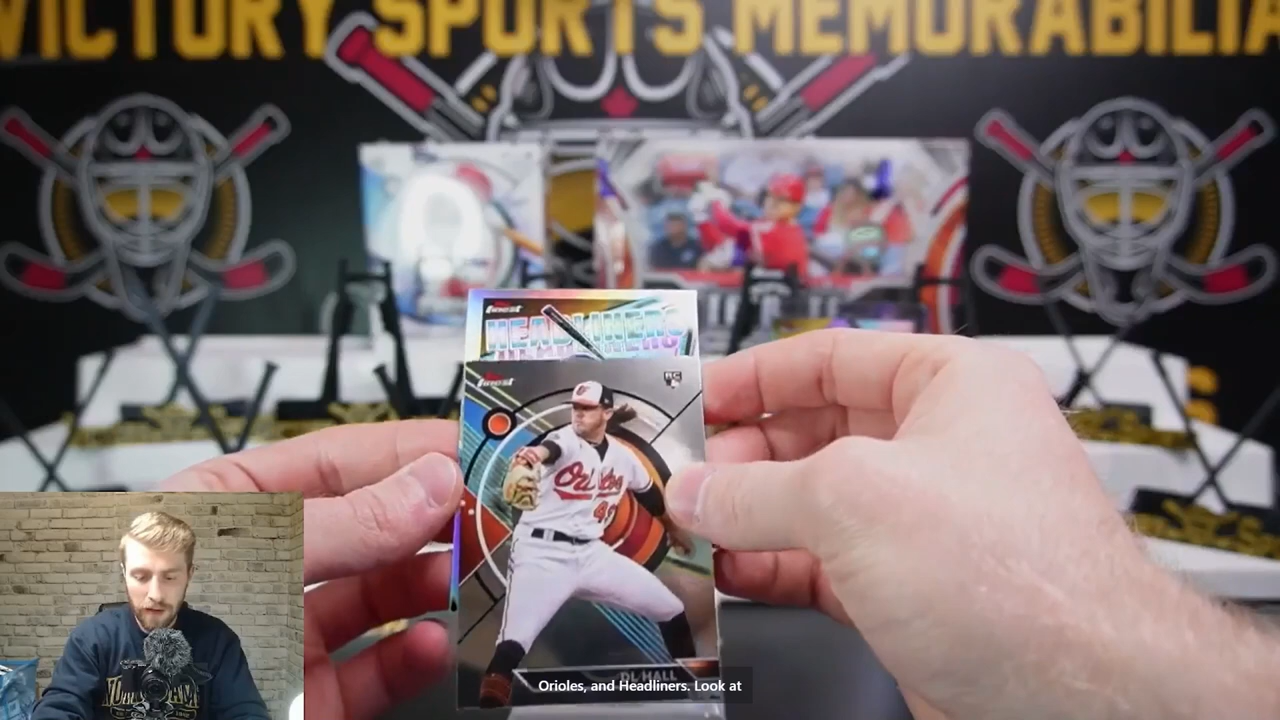 VICTORY SPORTS MEMORABILIA
finest
HEADLINERS
finest
RC
Orioles
DL HALL
Orioles, and Headliners. Look at